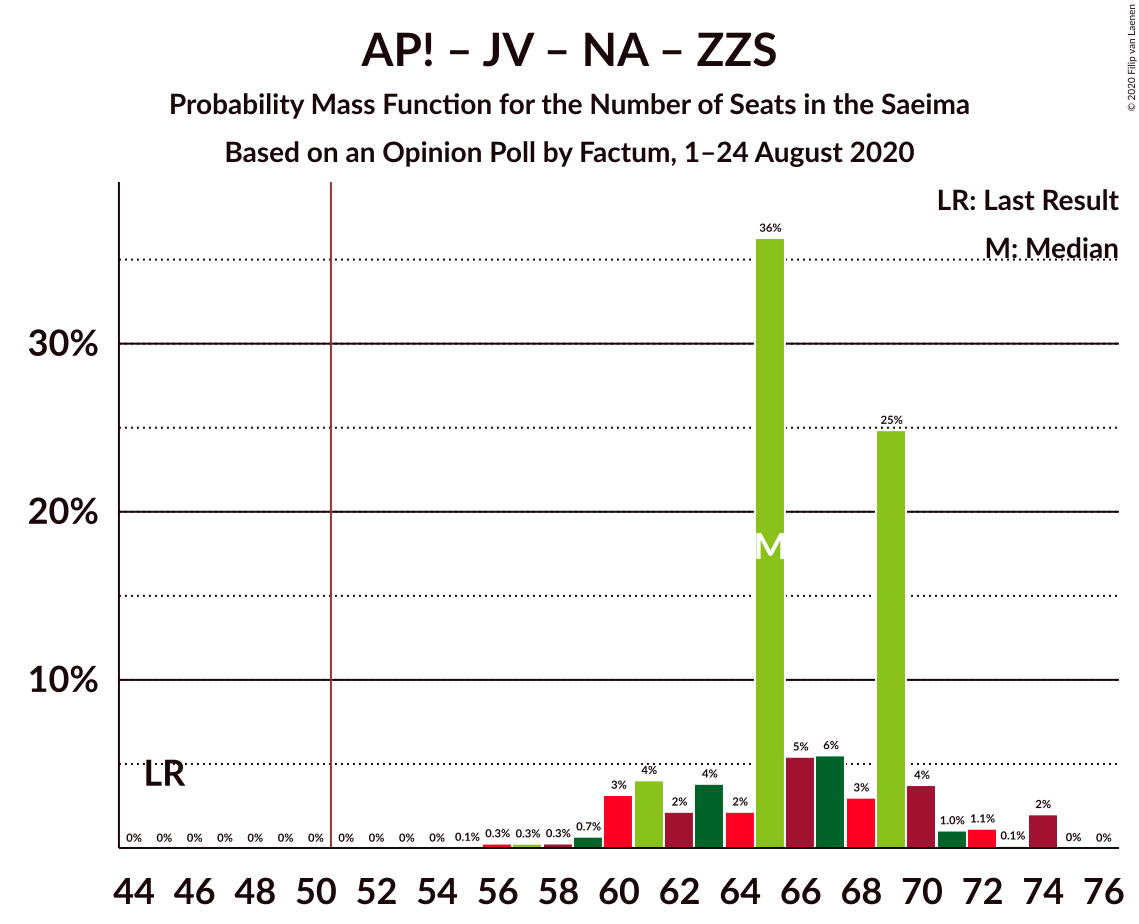 AP! – JV – NA – ZZS
Probability Mass Function for the Number of Seats in the Saeima
Based on an Opinion Poll by Factum, 1–24 August 2020
© 2020 Filip van Laenen
LR: Last Result
M: Median
36%
30%
25%
20%
M
10%
LR
0% 0% 0% 0% 0% 0% 0% 0% 0% 0% 0% 0.1% 0.3% 0.3% 0.3% 0.7% 3% 4% 2% 4% 2% 5% 6% 3% 4% 1.0% 1.1% 0.1% 2% 0% 0%
44 46 48 50 52 54 56 58 60 62 64 66 68 70 72 74 76